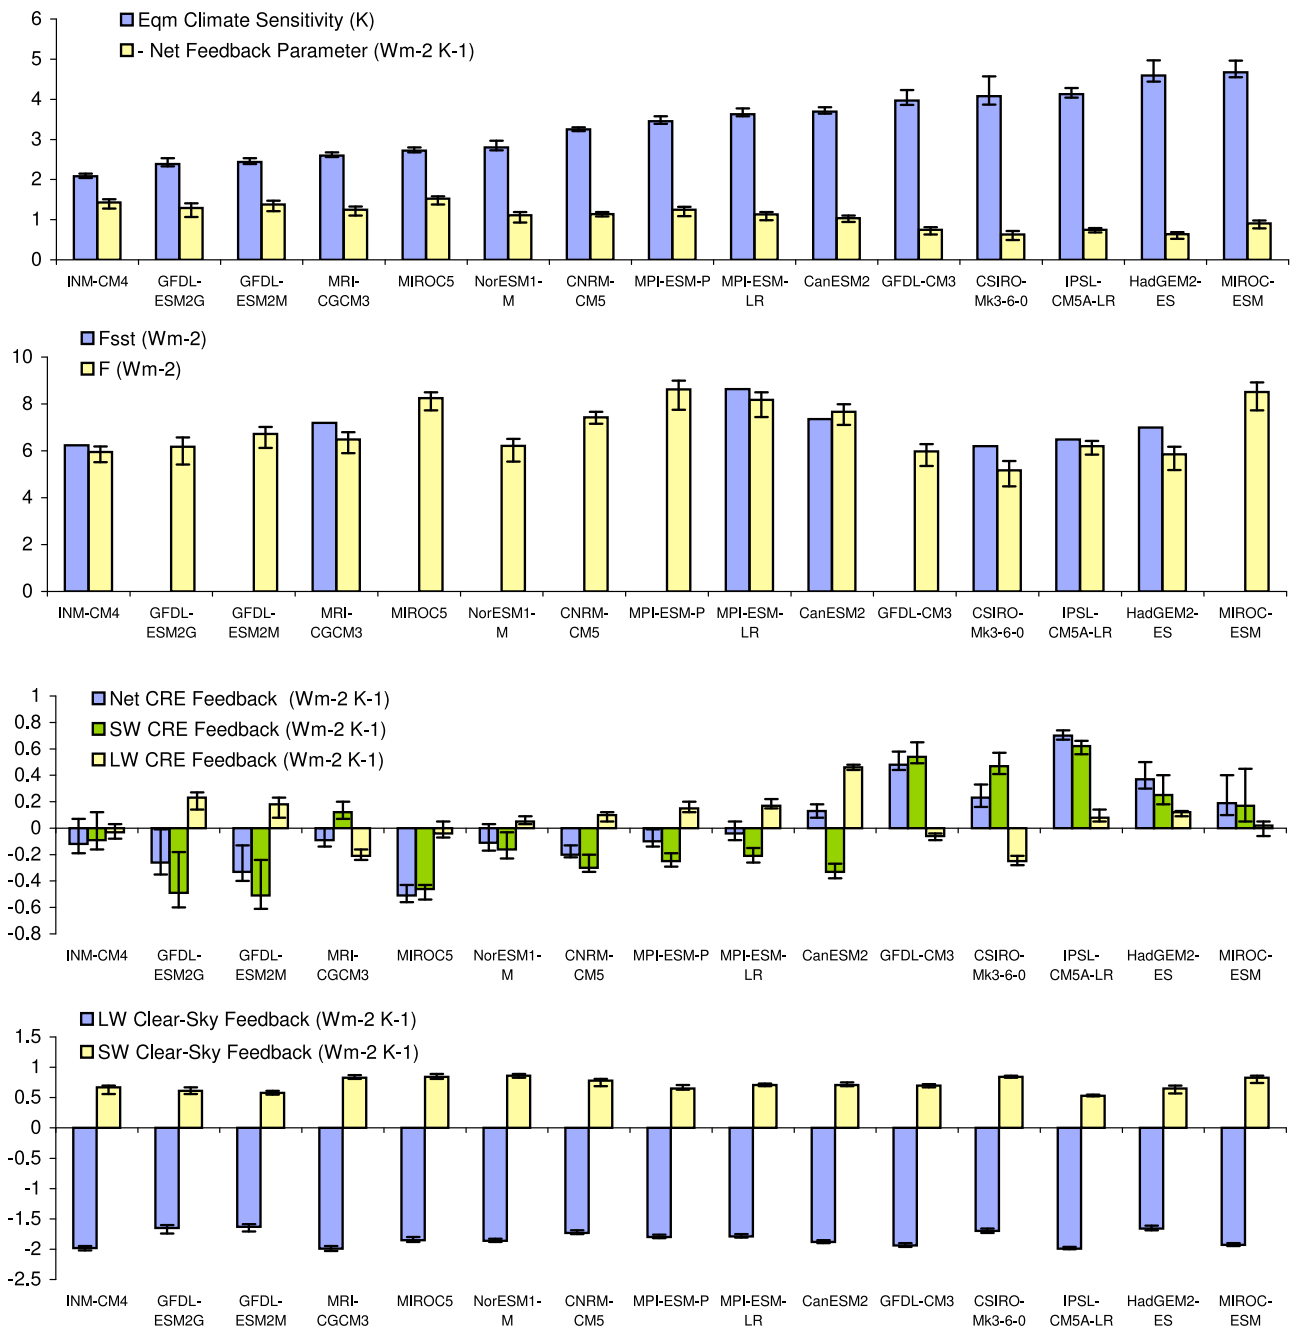 6
5
4
3
2
1
0
Eqm Climate Sensitivity (K)
- Net Feedback Parameter (Wm-2 K-1)
INM-CM4 GFDL-ESM2G GFDL-ESM2M MRI-CGCM3 MIROC5 NorESM1-M CNRM-CM5 MPI-ESM-P MPI-ESM-LR CanESM2 GFDL-CM3 CSIRO-Mk3-6-0 IPSL-CM5A-LR HadGEM2-ES MIROC-ESM
Fsst (Wm-2)
F (Wm-2)
10
8
6
4
2
0
INM-CM4 GFDL-ESM2G GFDL-ESM2M MRI-CGCM3 MIROC5 NorESM1-M CNRM-CM5 MPI-ESM-P MPI-ESM-LR CanESM2 GFDL-CM3 CSIRO-Mk3-6-0 IPSL-CM5A-LR HadGEM2-ES MIROC-ESM
1
0.8
0.6
0.4
0.2
0
-0.2
-0.4
-0.6
-0.8
Net CRE Feedback (Wm-2 K-1)
SW CRE Feedback (Wm-2 K-1)
LW CRE Feedback (Wm-2 K-1)
INM-CM4 GFDL-ESM2G GFDL-ESM2M MRI-CGCM3 MIROC5 NorESM1-M CNRM-CM5 MPI-ESM-P MPI-ESM-LR CanESM2 GFDL-CM3 CSIRO-Mk3-6-0 IPSL-CM5A-LR HadGEM2-ES MIROC-ESM
LW Clear-Sky Feedback (Wm-2 K-1)
SW Clear-Sky Feedback (Wm-2 K-1)
1.5
1
0.5
0
-0.5
-1
-1.5
-2
-2.5
INM-CM4 GFDL-ESM2G GFDL-ESM2M MRI-CGCM3 MIROC5 NorESM1-M CNRM-CM5 MPI-ESM-P MPI-ESM-LR CanESM2 GFDL-CM3 CSIRO-Mk3-6-0 IPSL-CM5A-LR HadGEM2-ES MIROC-ESM